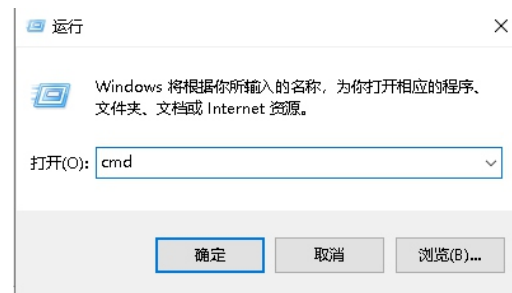 运行
Windows 将根据你所输入的名称，为你打开相应的程序、
文件夹、文档或 Internet 资源。
打开(O): cmd
确定 取消 浏览(B)...